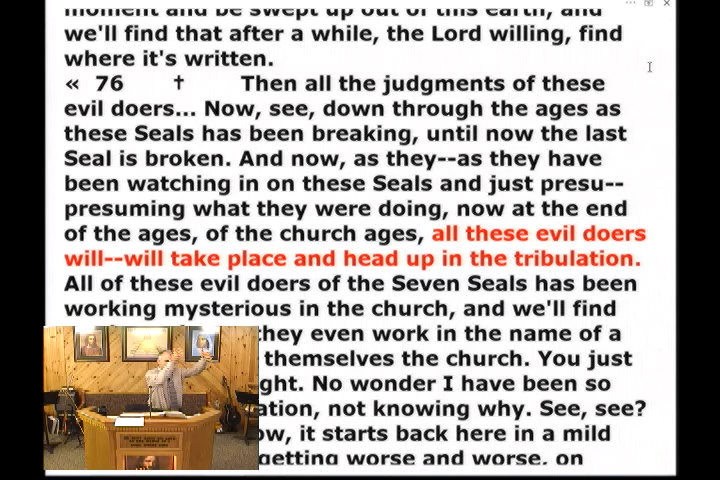 moment and be swept up out of this earth, and
we'll find that after a while, the Lord willing, find
where it's written.
« 76 † Then all the judgments of these
evil doers... Now, see, down through the ages as
these Seals has been breaking, until now the last
Seal is broken. And now, as they--as they have
been watching in on these Seals and just presu--
presuming what they were doing, now at the end
of the ages, of the church ages, all these evil doers
will--will take place and head up in the tribulation.
All of these evil doers of the Seven Seals has been
working mysterious in the church, and we'll find
they even work in the name of a
themselves the church. You just
ght. No wonder I have been so
ation, not knowing why. See, see?
ow, it starts back here in a mild
getting worse and worse, on